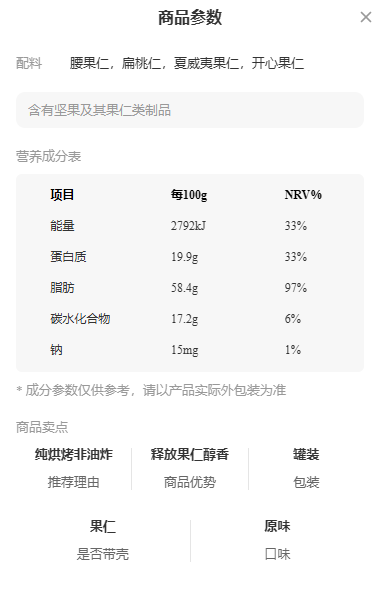 商品参数
配料 腰果仁，扁桃仁，夏威夷果仁，开心果仁
含有坚果及其果仁类制品
营养成分表
项目 每100g NRV%
能量 2792kJ 33%
蛋白质 19.9g 33%
脂肪 58.4g 97%
碳水化合物 17.2g 6%
钠 15mg 1%
* 成分参数仅供参考，请以产品实际外包装为准
商品卖点
纯烘烤非油炸 释放果仁醇香 罐装
推荐理由 商品优势 包装
果仁 原味
是否带壳 口味